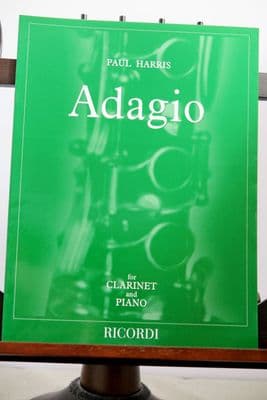 PAUL HARRIS
Adagio
for
CLARINET
and
PIANO
RICORDI